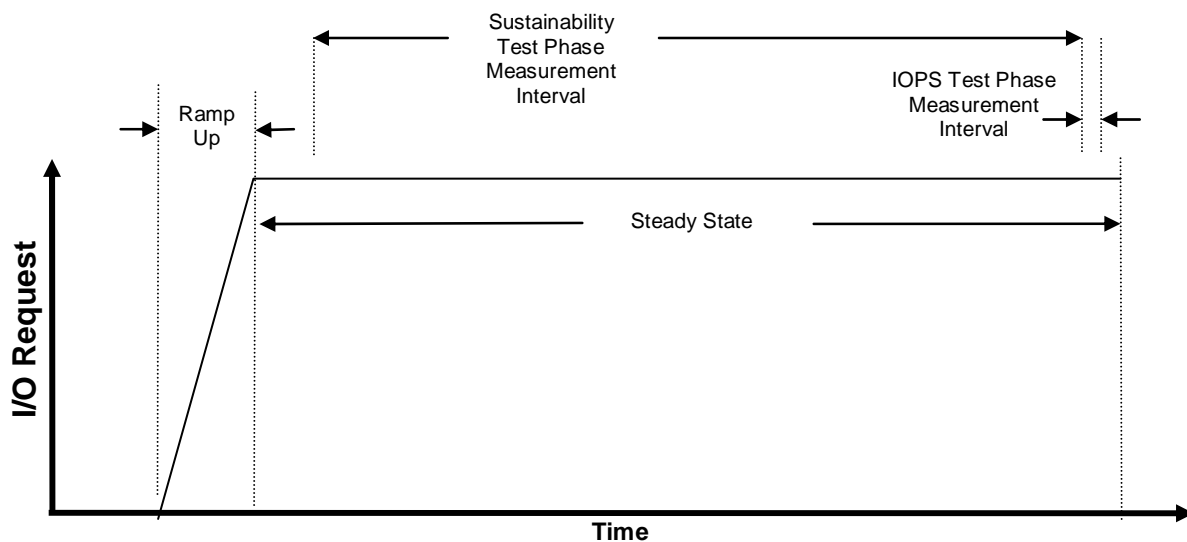 Sustainability
Test Phase
Measurement
Interval
IOPS Test Phase
Measurement
Interval
Ramp
Up
Steady State
I/O Request
Time